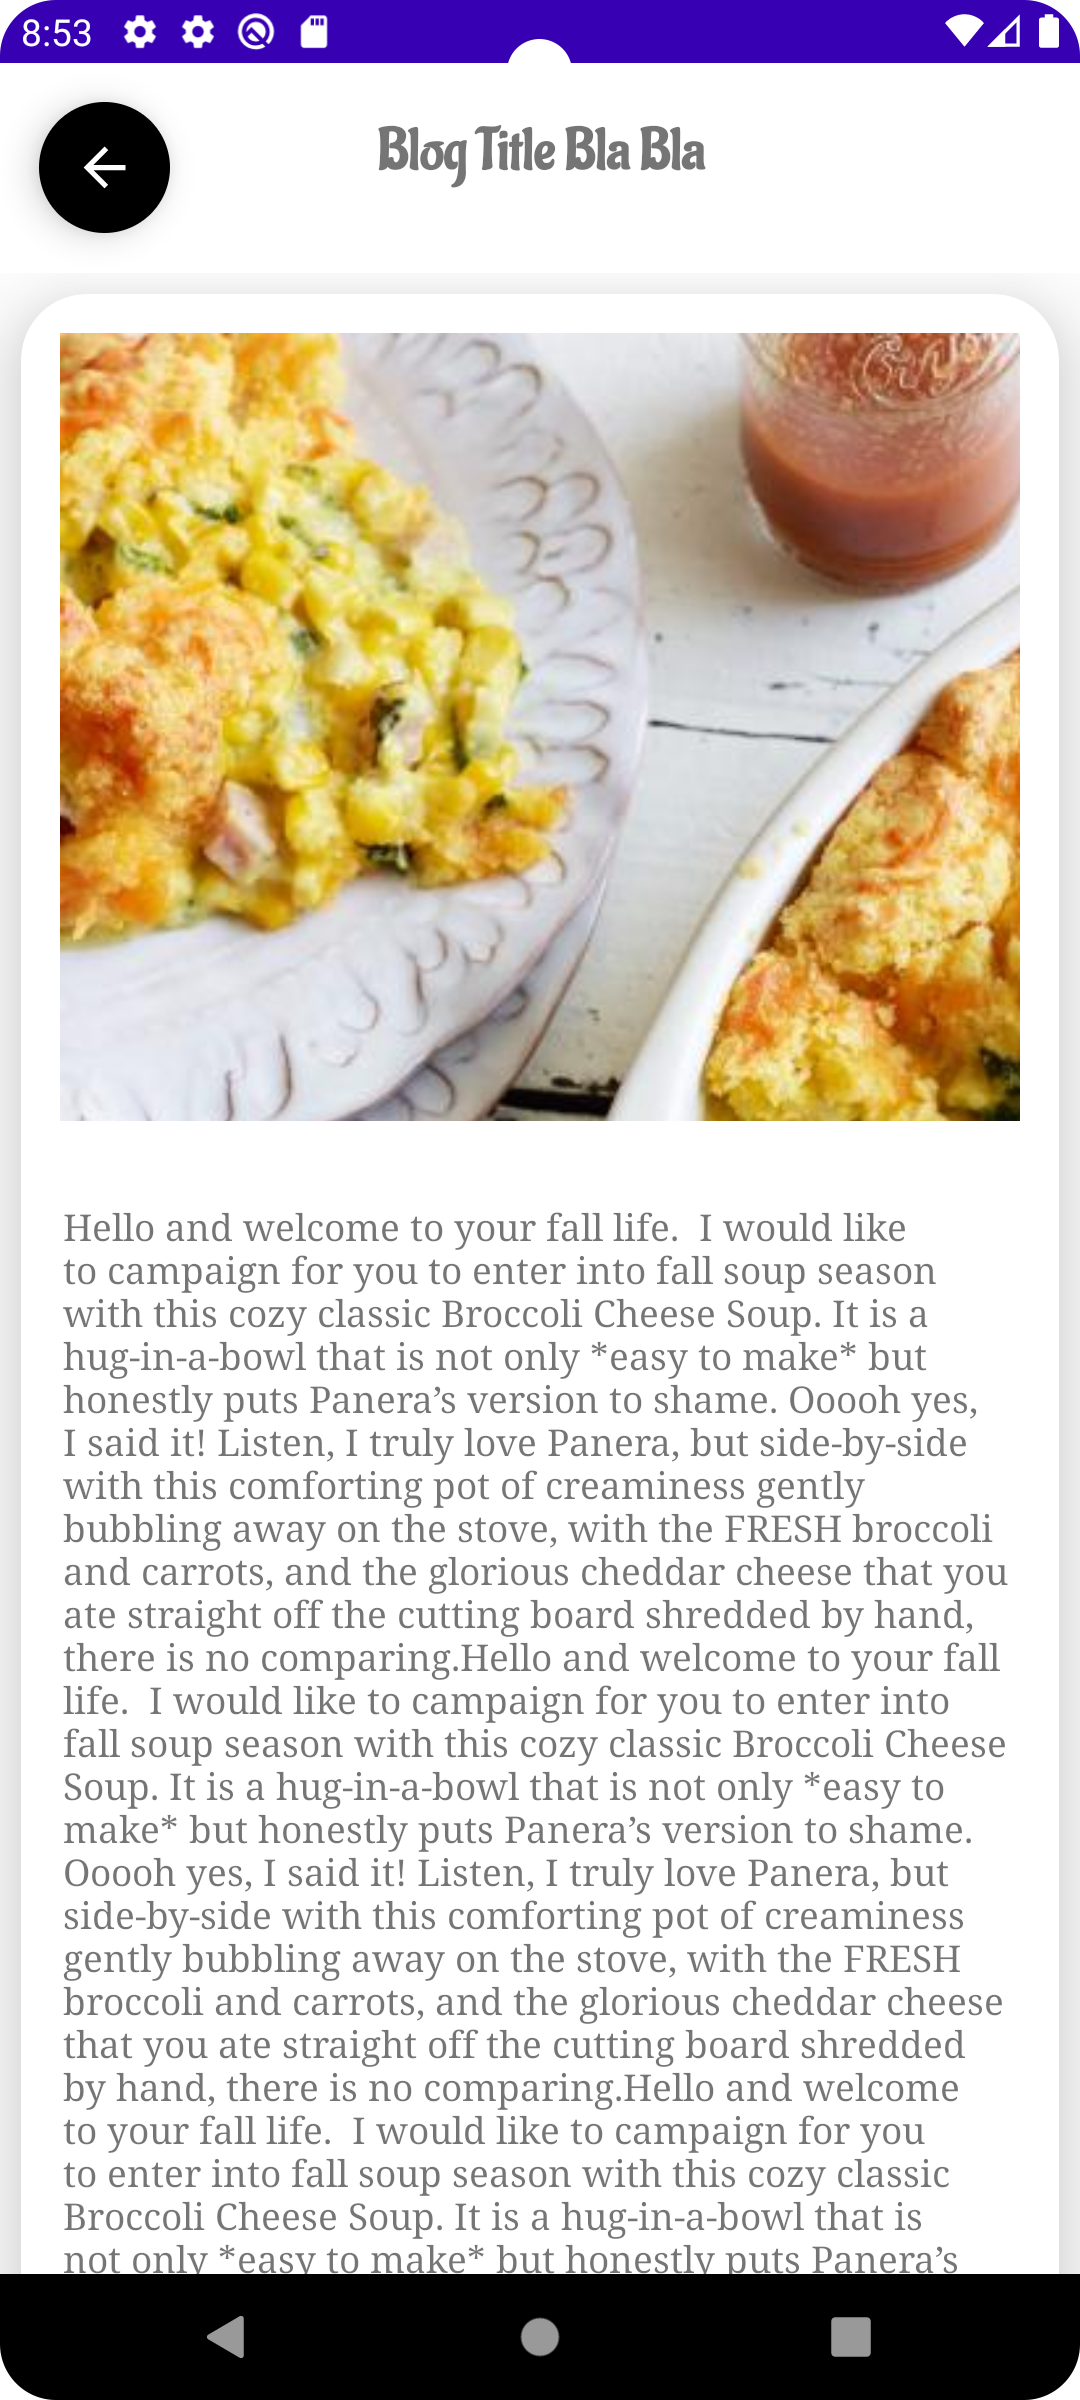 8:53
Blog Title Bla Bla
Hello and welcome to your fall life.  I would like
to campaign for you to enter into fall soup season
with this cozy classic Broccoli Cheese Soup. It is a
hug-in-a-bowl that is not only *easy to make* but
honestly puts Panera’s version to shame. Ooooh yes,
I said it! Listen, I truly love Panera, but side-by-side
with this comforting pot of creaminess gently
bubbling away on the stove, with the FRESH broccoli
and carrots, and the glorious cheddar cheese that you
ate straight off the cutting board shredded by hand,
there is no comparing.Hello and welcome to your fall
life.  I would like to campaign for you to enter into
fall soup season with this cozy classic Broccoli Cheese
Soup. It is a hug-in-a-bowl that is not only *easy to
make* but honestly puts Panera’s version to shame.
Ooooh yes, I said it! Listen, I truly love Panera, but
side-by-side with this comforting pot of creaminess
gently bubbling away on the stove, with the FRESH
broccoli and carrots, and the glorious cheddar cheese
that you ate straight off the cutting board shredded
by hand, there is no comparing.Hello and welcome
to your fall life.  I would like to campaign for you
to enter into fall soup season with this cozy classic
Broccoli Cheese Soup. It is a hug-in-a-bowl that is
not only *easy to make* but honestly puts Panera’s